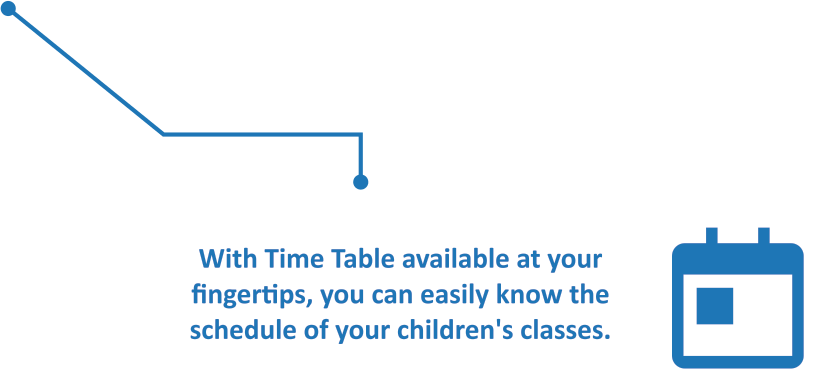 With Time Table available at your
fingertips, you can easily know the
schedule of your children's classes.